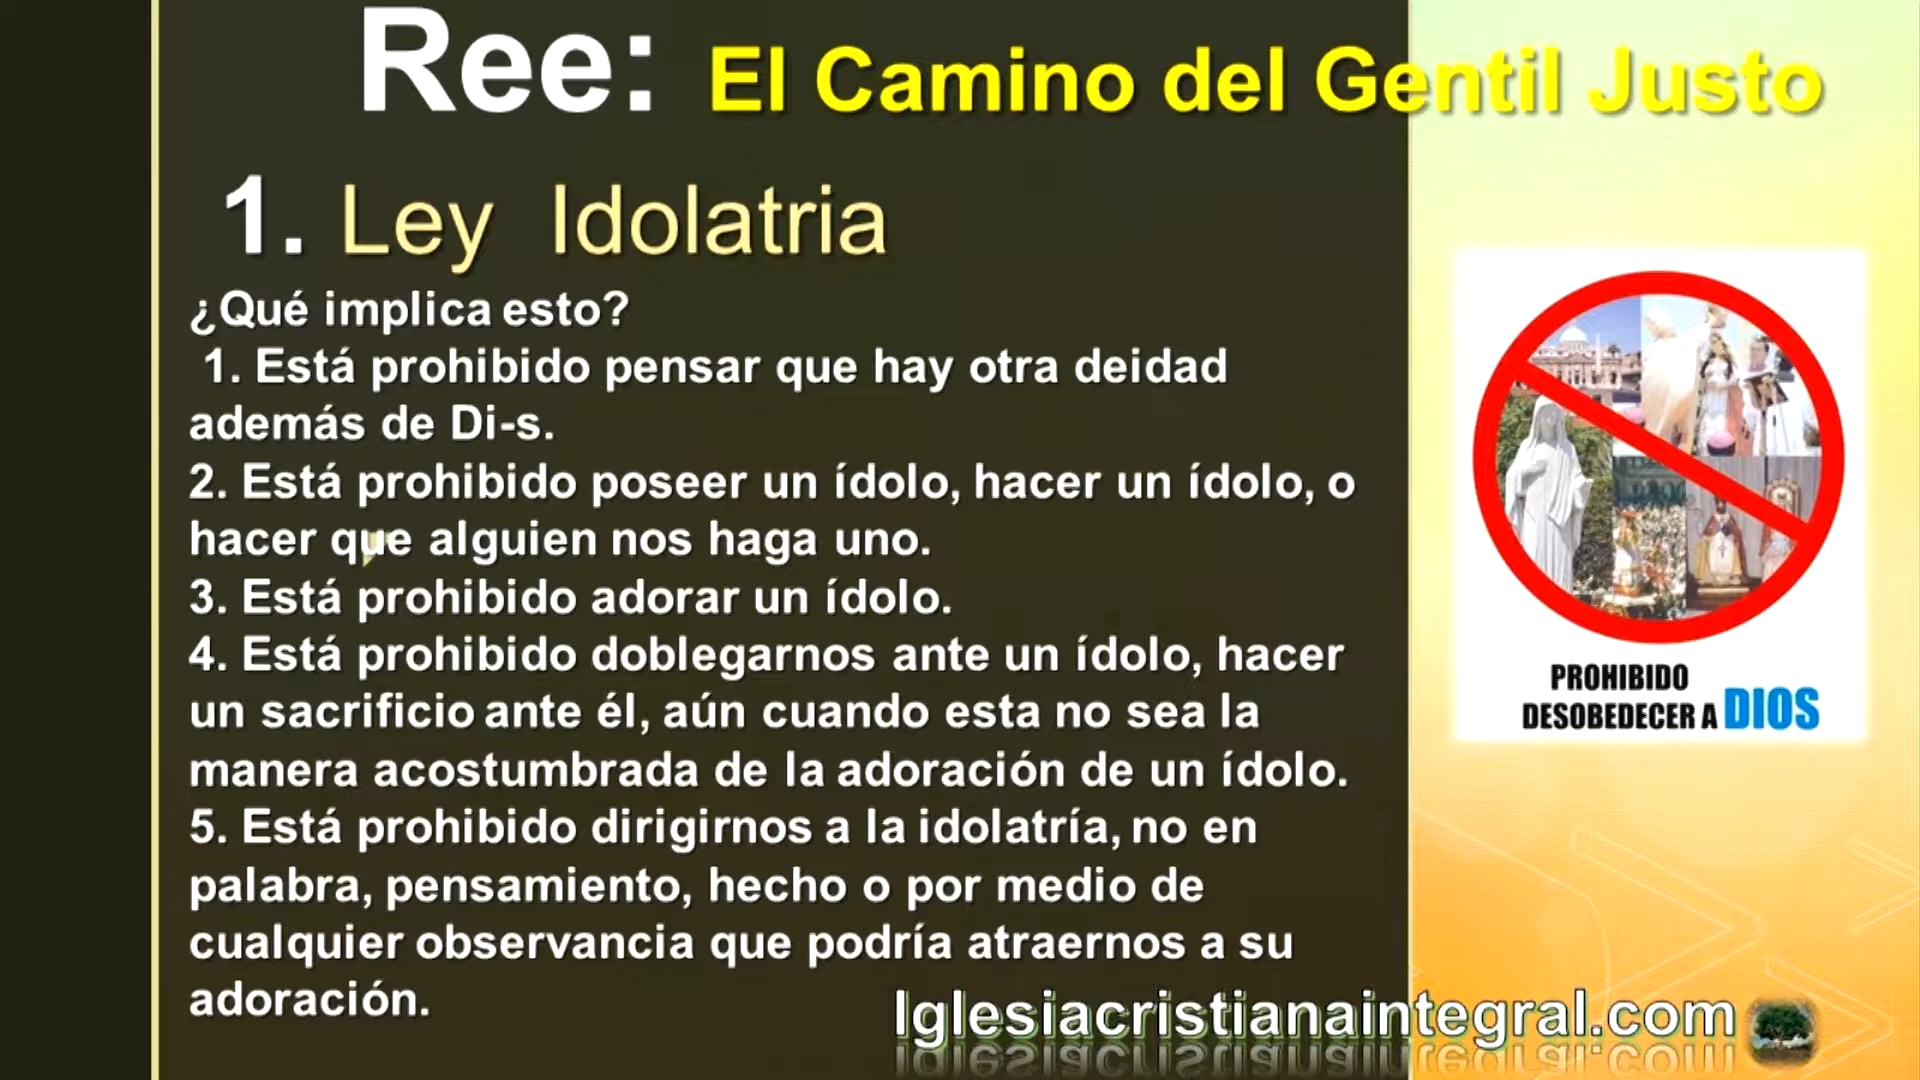 Ree: El Camino del Gentil Justo
1. Ley Idolatria
¿Qué implica esto?
1. Está prohibido pensar que hay otra deidad
además de Di-s.
2. Está prohibido poseer un ídolo, hacer un ídolo, o
hacer que alguien nos haga uno.
3. Está prohibido adorar un ídolo.
4. Está prohibido doblegarnos ante un ídolo, hacer
un sacrificio ante él, aún cuando esta no sea la
manera acostumbrada de la adoración de un ídolo.
5. Está prohibido dirigirnos a la idolatría, no en
palabra, pensamiento, hecho o por medio de
cualquier observancia que podría atraernos a su
adoración.
PROHIBIDO
DESOBEDECER A DIOS
Iglesiacristianaintegral.com